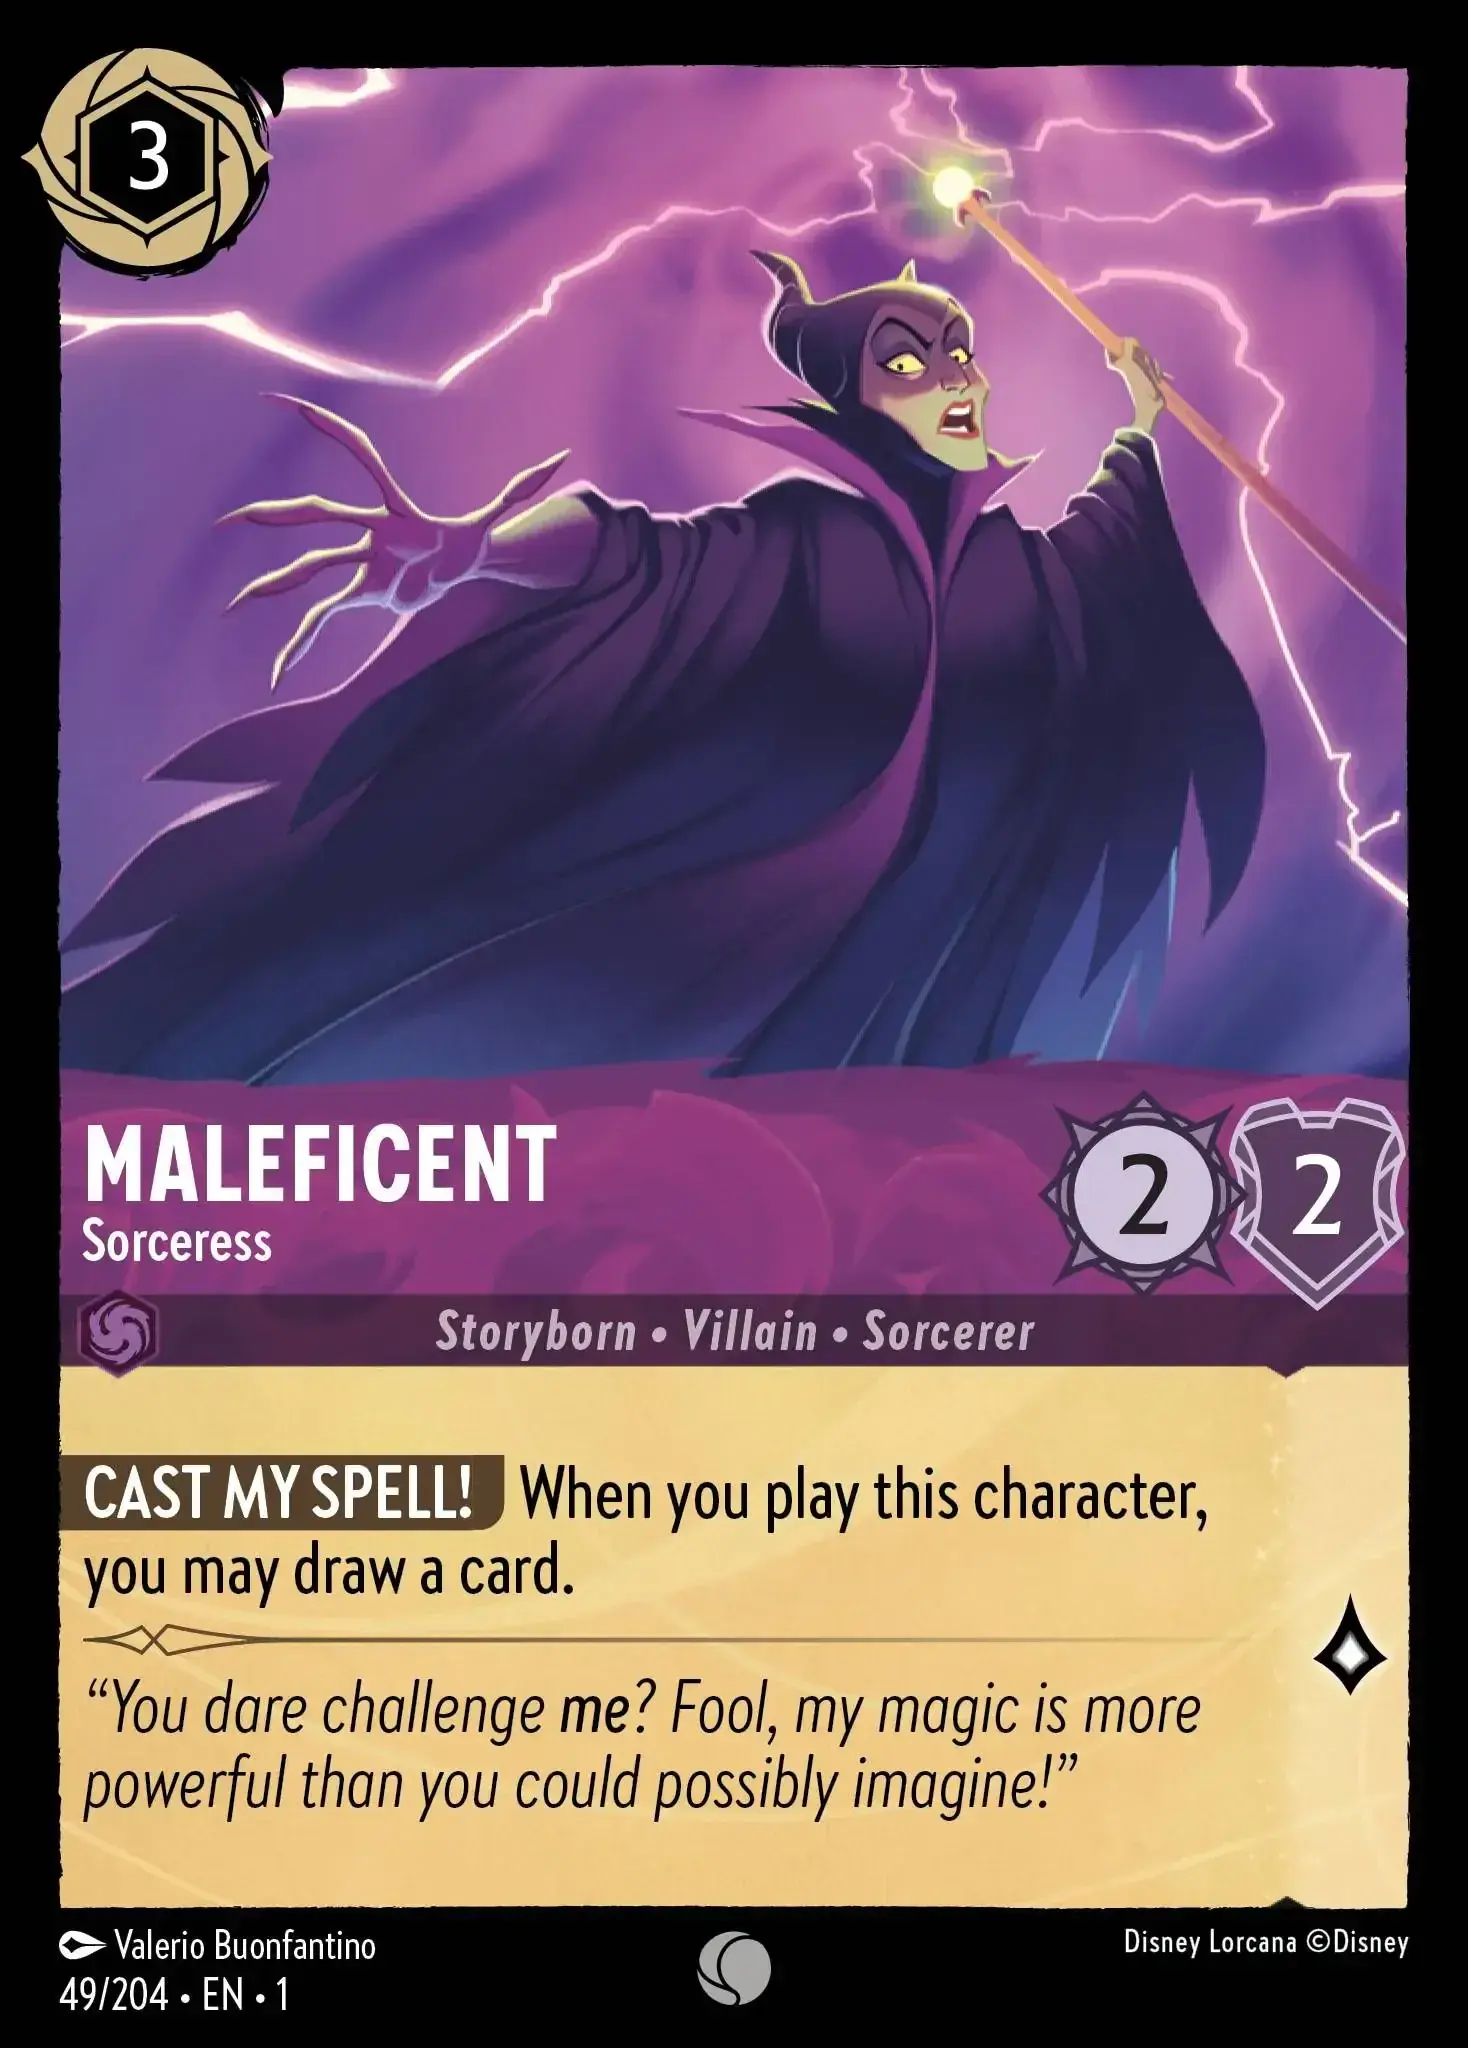 3
MALEFICENT
Sorceress
2
2
Storyborn • Villain • Sorcerer
CAST MY SPELL! When you play this character,
you may draw a card.
“You dare challenge me? Fool, my magic is more
powerful than you could possibly imagine!”
Valerio Buonfantino
Disney Lorcana ©Disney
49/204 • EN • 1